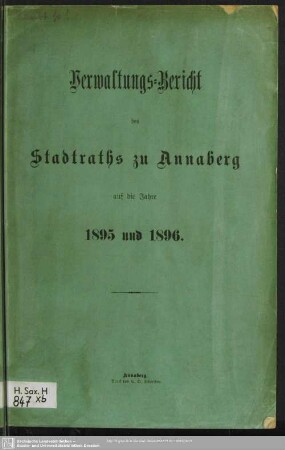 Verwaltungs-Bericht
des
Stadtraths zu Annaberg
auf die Jahre
1895 und 1896.
Annaberg.
H. Sax. H
847 xb